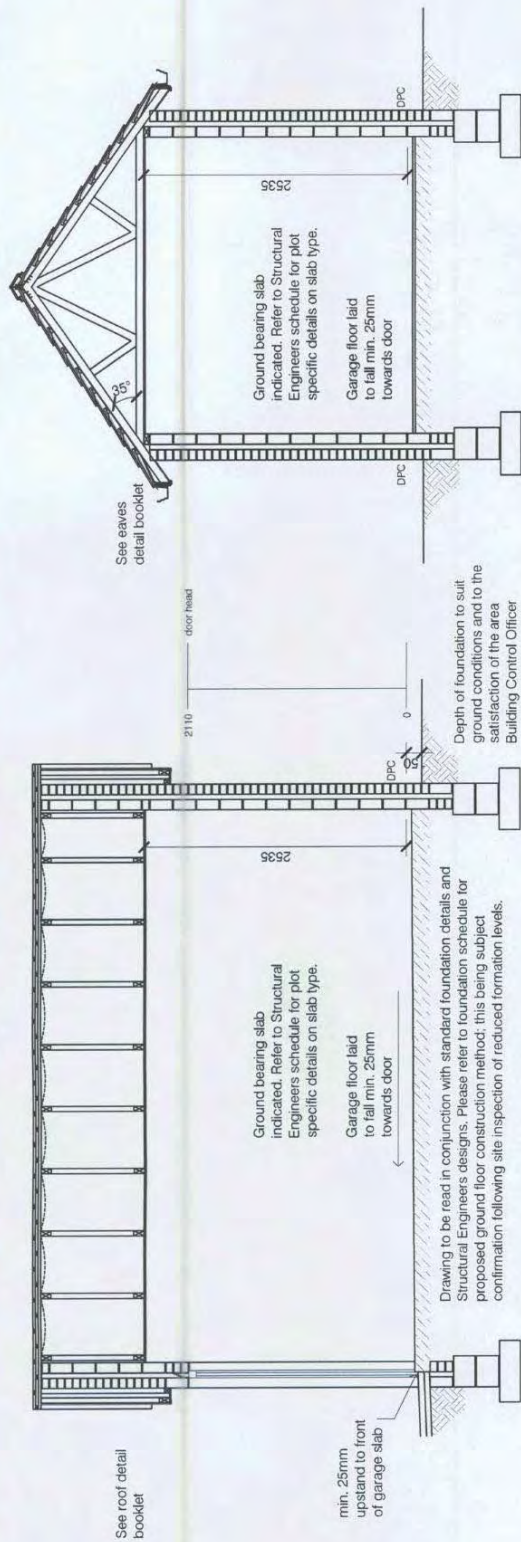 See roof detail
booklet
min. 25mm
upstand to front
of garage slab
Ground bearing slab
indicated. Refer to Structural
Engineers schedule for plot
specific details on slab type.
Garage floor laid
to fall min. 25mm
towards door
2535
DPC
50
Drawing to be read in conjunction with standard foundation details and
Structural Engineers designs. Please refer to foundation schedule for
proposed ground floor construction method; this being subject
confirmation following site inspection of reduced formation levels.
2110
door head
0
Depth of foundation to suit
ground conditions and to the
satisfaction of the area
Building Control Officer
See eaves
detail booklet
35°
DPC
Ground bearing slab
indicated. Refer to Structural
Engineers schedule for plot
specific details on slab type.
Garage floor laid
to fall min. 25mm
towards door
2535
DPC